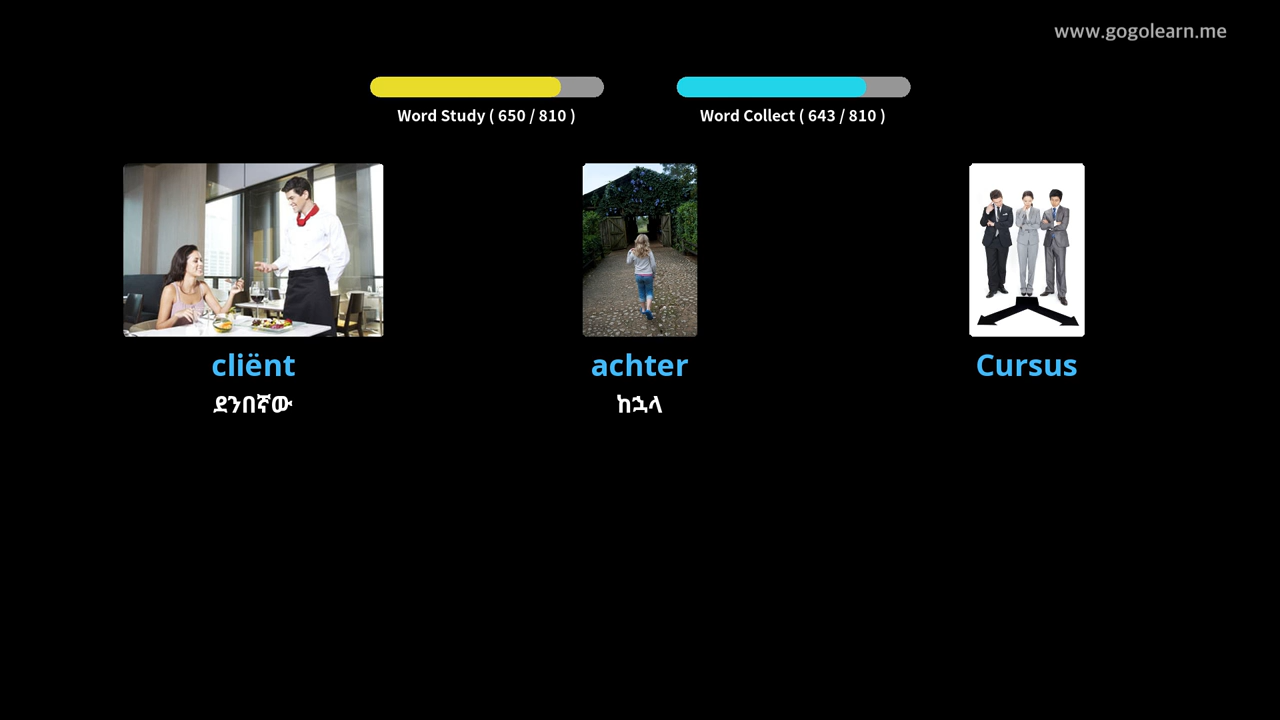 www.gogolearn.me
Word Study ( 650 / 810 )
Word Collect ( 643 / 810 )
cliënt
achter
Cursus
ደንበኛው
ከኋላ